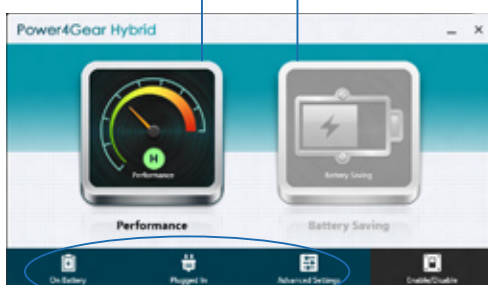 Power4Gear Hybrid
Performance
Battery Saving
Performance
Battery Saving
On Battery
Plugged In
Advanced Settings
Enable/Disable